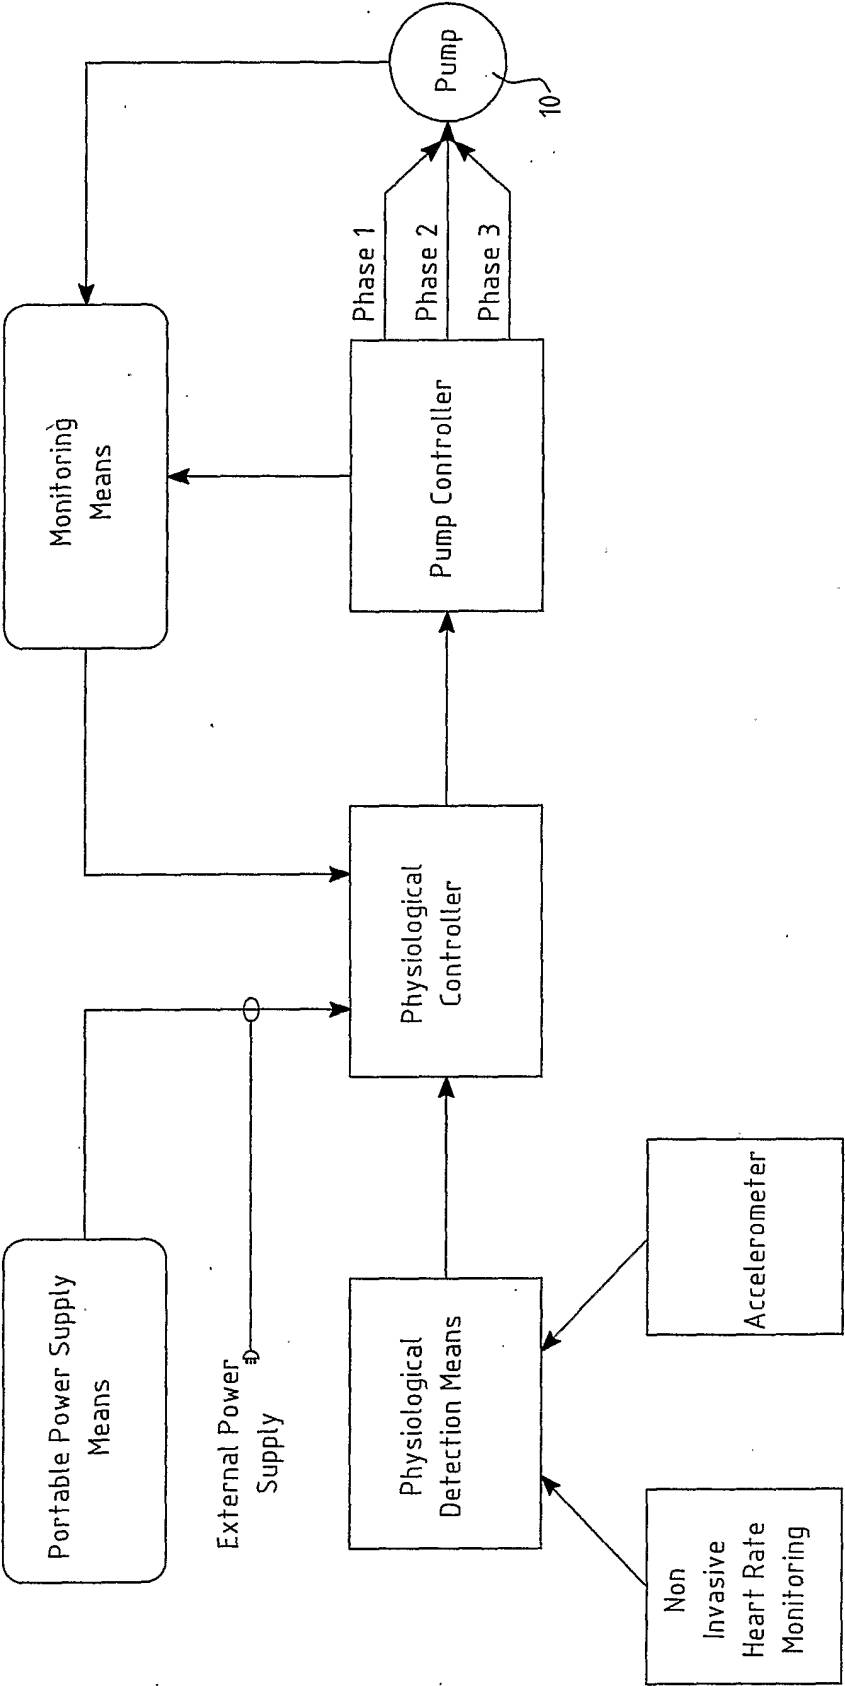 Portable Power Supply
Means
Monitoring
Means
External Power
Supply
Physiological
Detection Means
Physiological
Controller
Pump Controller
Phase 1
Phase 2
Phase 3
Pump
10
Non
Invasive
Heart Rate
Monitoring
Accelerometer